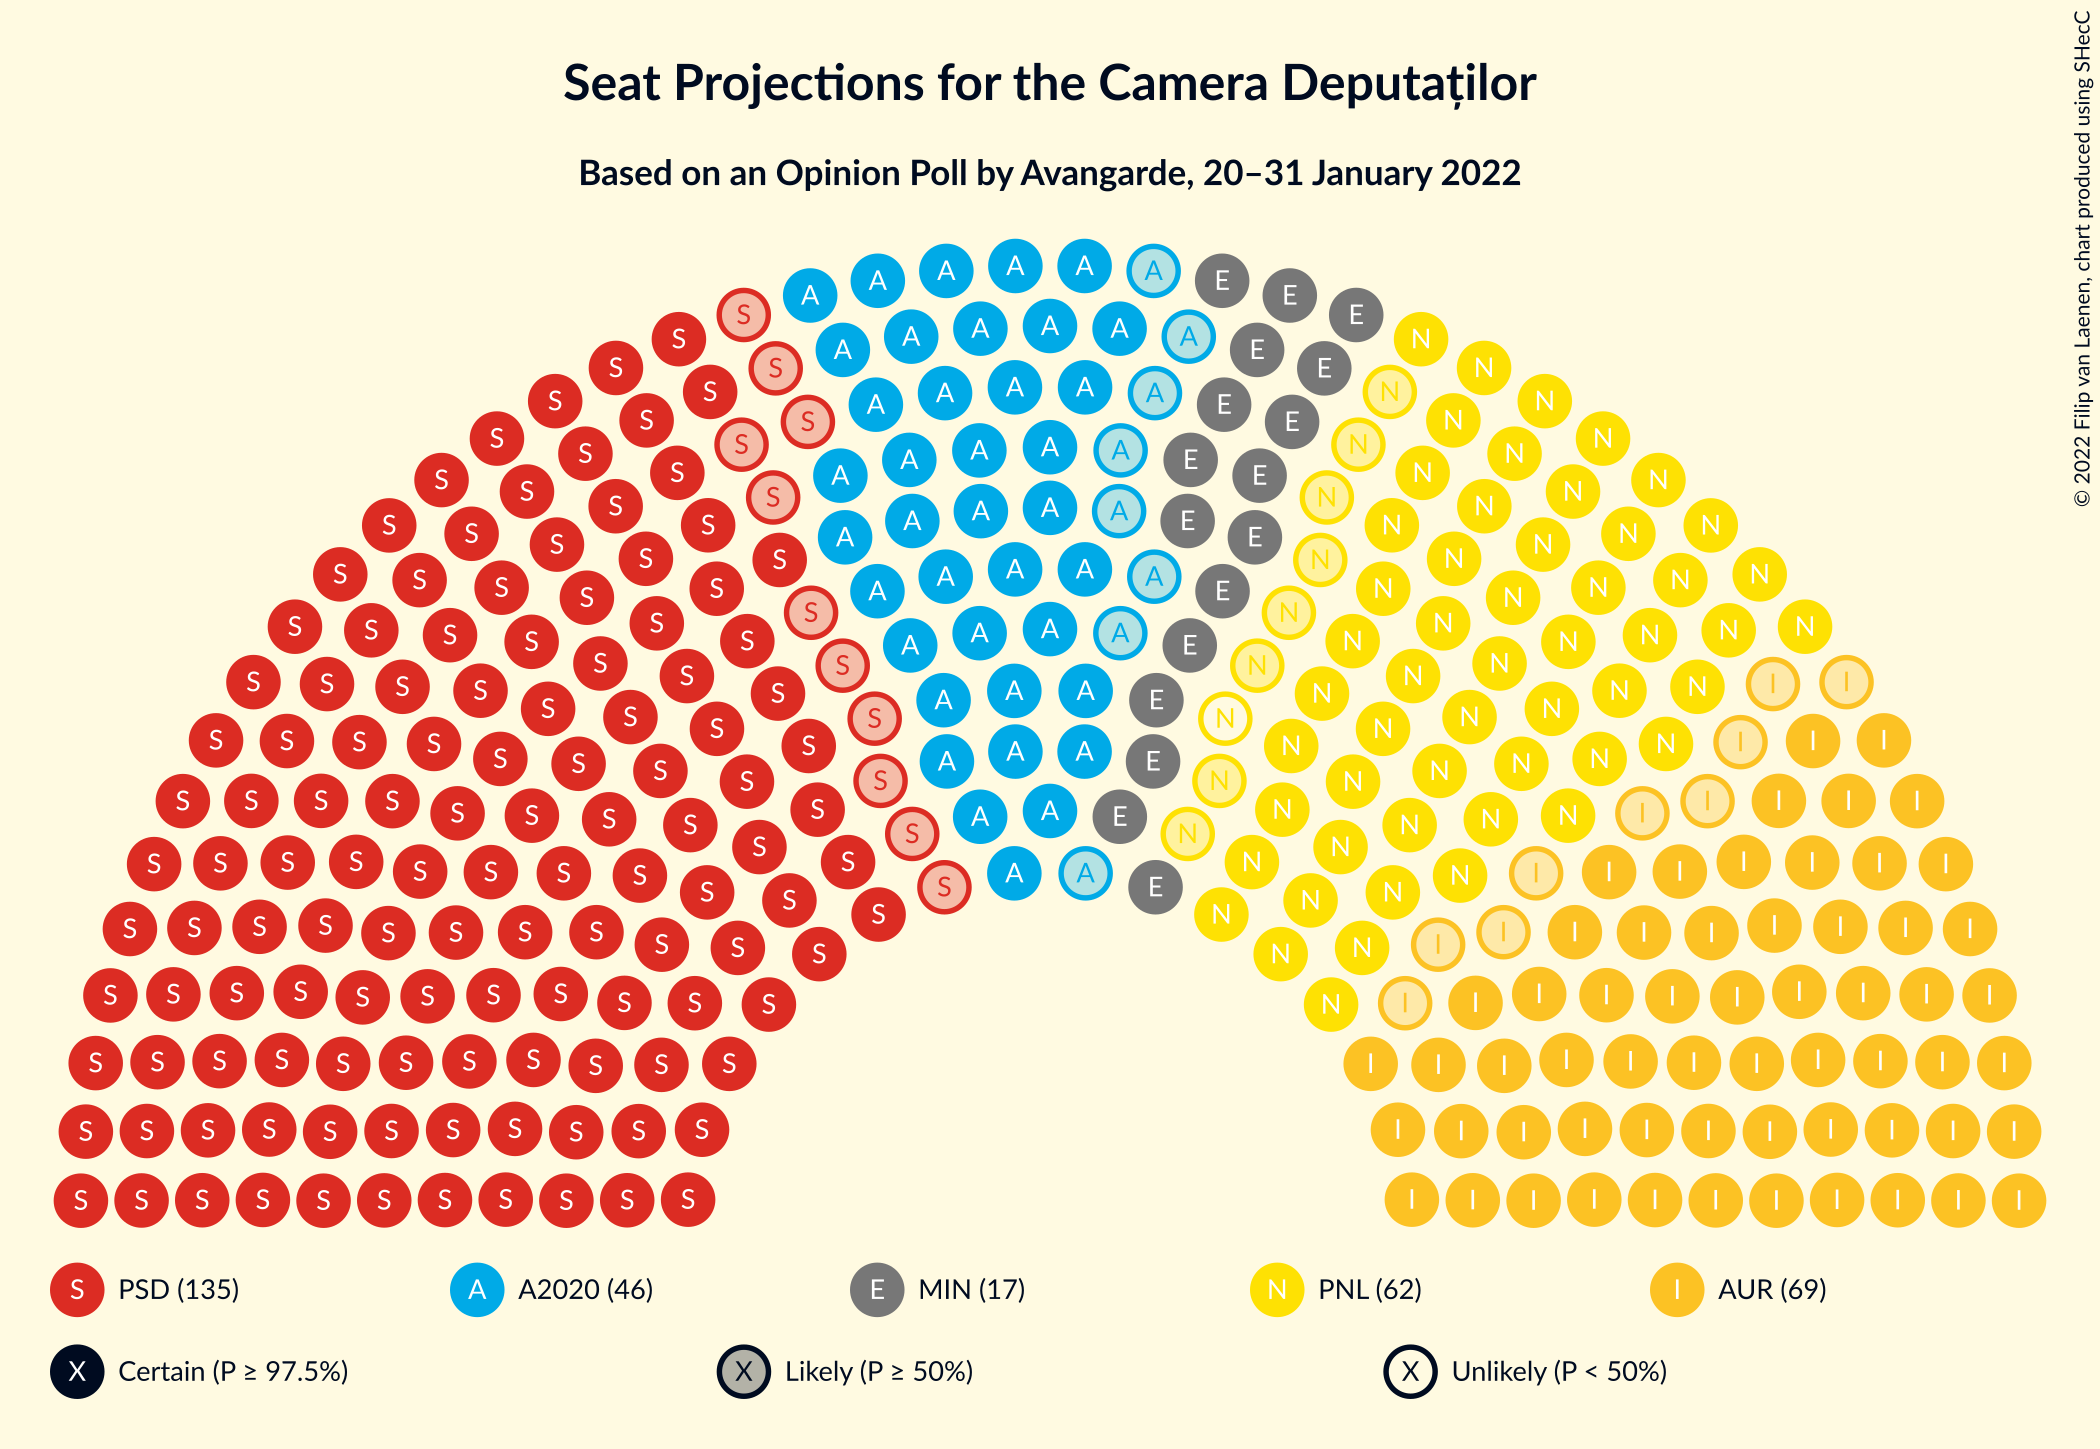 Seat Projections for the Camera Deputaților
Based on an Opinion Poll by Avangarde, 20–31 January 2022
© 2022 Filip van Laenen, chart produced using SHecC
S PSD (135)
A A2020 (46)
E MIN (17)
N PNL (62)
I AUR (69)
X Certain (P ≥ 97.5%)
X Likely (P ≥ 50%)
X Unlikely (P < 50%)